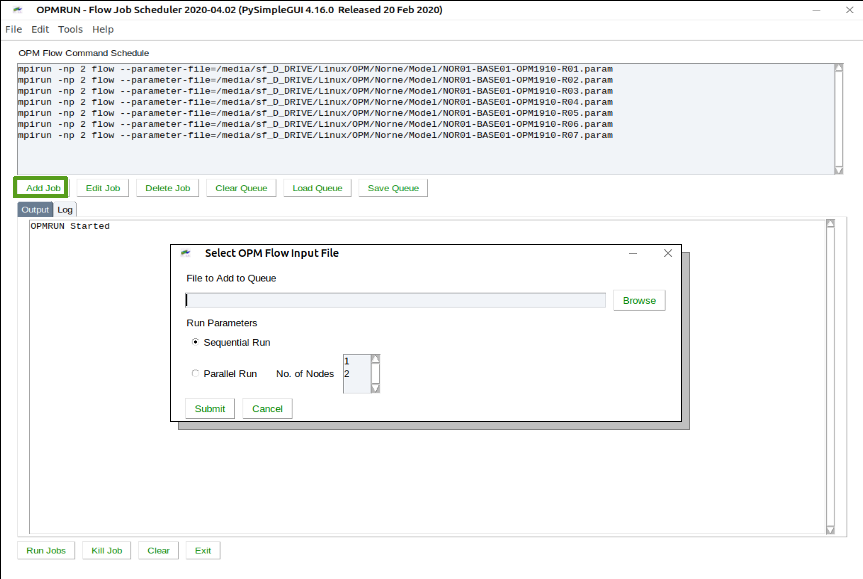 OPMRUN - Flow Job Scheduler 2020-04.02 (PySimpleGUI 4.16.0 Released 20 Feb 2020)
File Edit Tools Help
OPM Flow Command Schedule
mpirun -np 2 flow --parameter-file=/media/sf_D_DRIVE/Linux/OPM/Norne/Model/NOR01-BASE01-OPM1910-R01.param
mpirun -np 2 flow --parameter-file=/media/sf_D_DRIVE/Linux/OPM/Norne/Model/NOR01-BASE01-OPM1910-R02.param
mpirun -np 2 flow --parameter-file=/media/sf_D_DRIVE/Linux/OPM/Norne/Model/NOR01-BASE01-OPM1910-R03.param
mpirun -np 2 flow --parameter-file=/media/sf_D_DRIVE/Linux/OPM/Norne/Model/NOR01-BASE01-OPM1910-R04.param
mpirun -np 2 flow --parameter-file=/media/sf_D_DRIVE/Linux/OPM/Norne/Model/NOR01-BASE01-OPM1910-R05.param
mpirun -np 2 flow --parameter-file=/media/sf_D_DRIVE/Linux/OPM/Norne/Model/NOR01-BASE01-OPM1910-R06.param
mpirun -np 2 flow --parameter-file=/media/sf_D_DRIVE/Linux/OPM/Norne/Model/NOR01-BASE01-OPM1910-R07.param
Add Job Edit Job Delete Job Clear Queue Load Queue Save Queue
Output Log
OPMRUN Started
Select OPM Flow Input File
File to Add to Queue
Browse
Run Parameters
Sequential Run
Parallel Run No. of Nodes
1
2
Submit Cancel
Run Jobs Kill Job Clear Exit